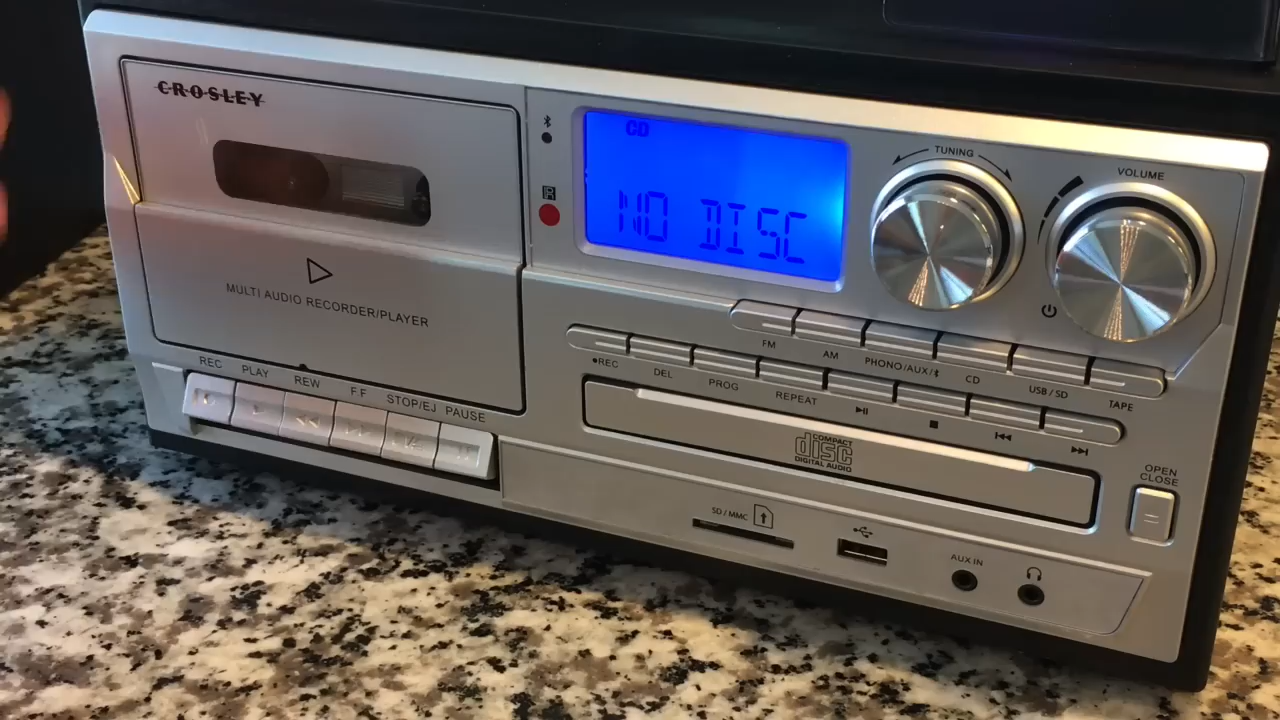 CROSLEY
MULTI AUDIO RECORDER/PLAYER
REC PLAY REW F.F STOP/EJ PAUSE
CD
NO DISC
IR
TUNING
VOLUME
FM AM PHONO/AUX/ CD USB/SD TAPE
●REC DEL PROG REPEAT
COMPACT
disc
DIGITAL AUDIO
OPEN
CLOSE
SD/MMC
AUX IN